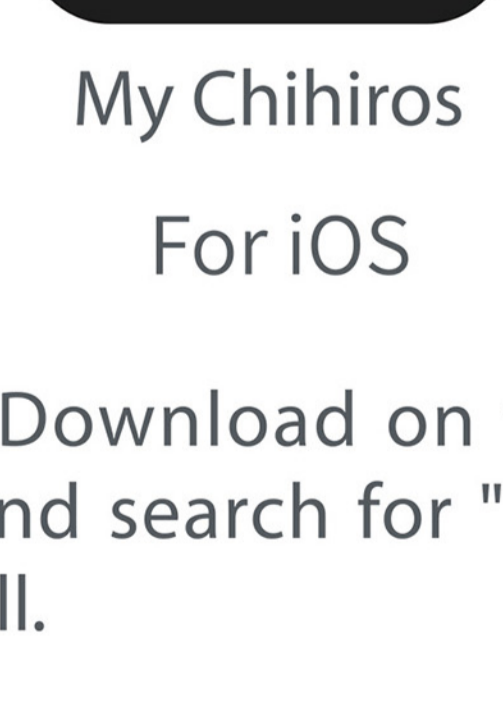 My Chihiros
For iOS
Download on "
nd search for "
ll.